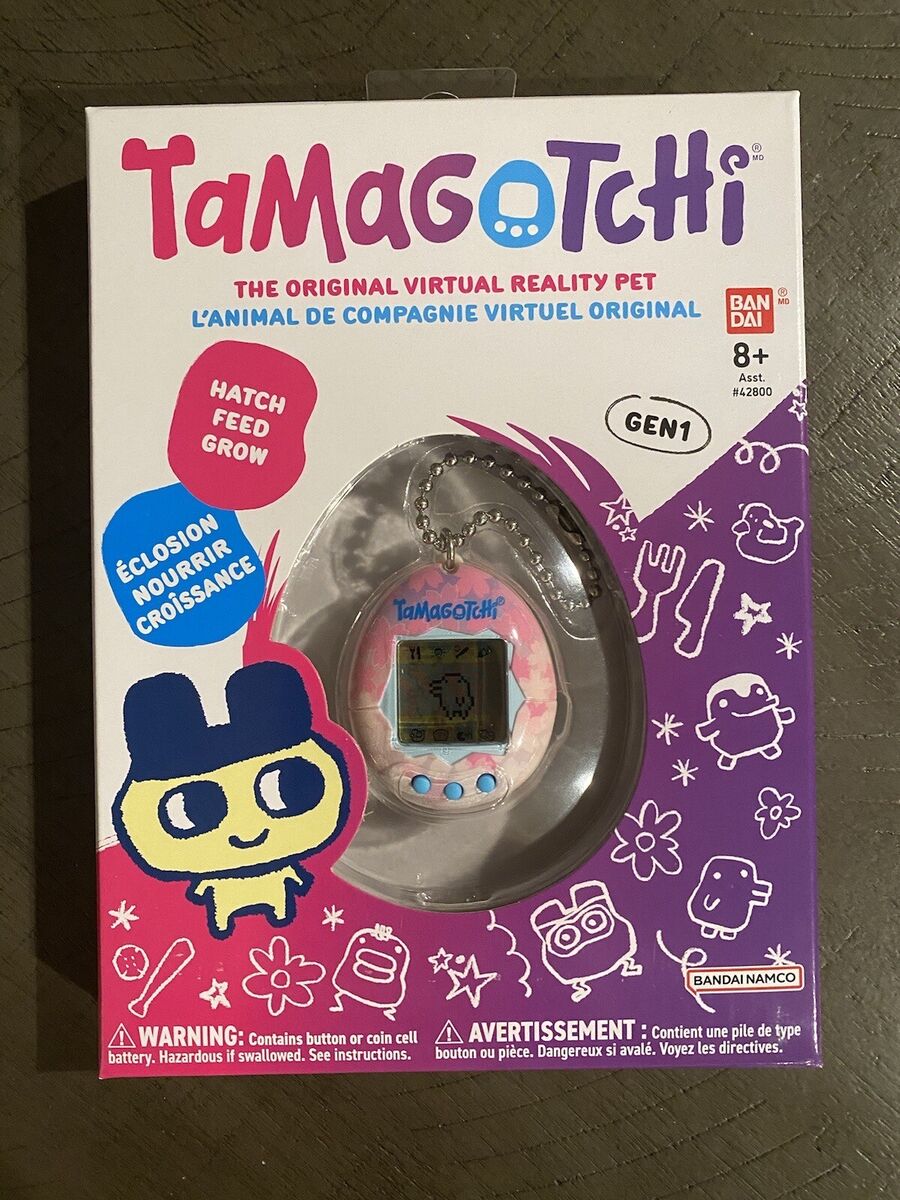 TAMAGOTCHI ® MD
THE ORIGINAL VIRTUAL REALITY PET
L'ANIMAL DE COMPAGNIE VIRTUEL ORIGINAL
BAN
DAI
® MD
8+
Asst.
#42800
HATCH
FEED
GROW
GEN1
ÉCLOSION
NOURRIR
CROISSANCE
TAMAGOTCHI®
BANDAI NAMCO
WARNING: Contains button or coin cell
battery. Hazardous if swallowed. See instructions.
AVERTISSEMENT : Contient une pile de type
bouton ou pièce. Dangereux si avalé. Voyez les directives.